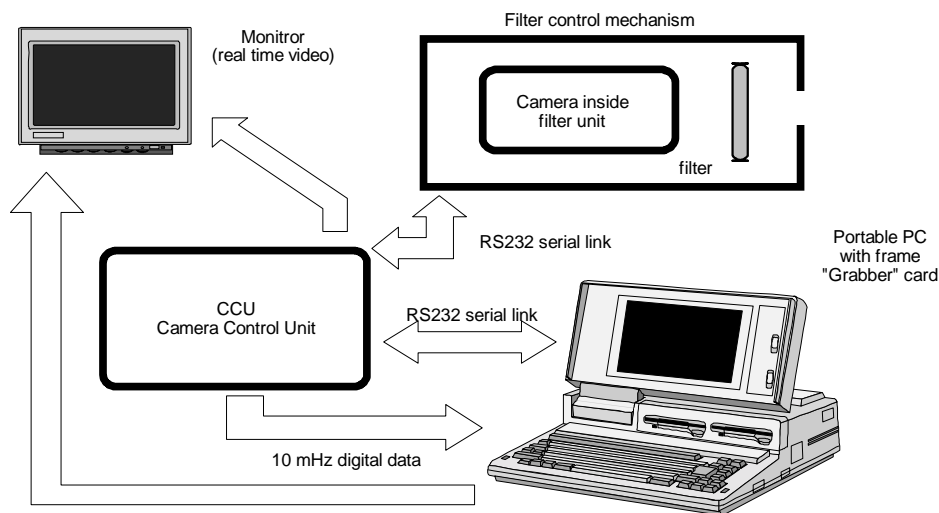 Filter control mechanism
Monitror
(real time video)
Camera inside
filter unit
filter
RS232 serial link
Portable PC
with frame
"Grabber" card
CCU
Camera Control Unit
RS232 serial link
10 mHz digital data